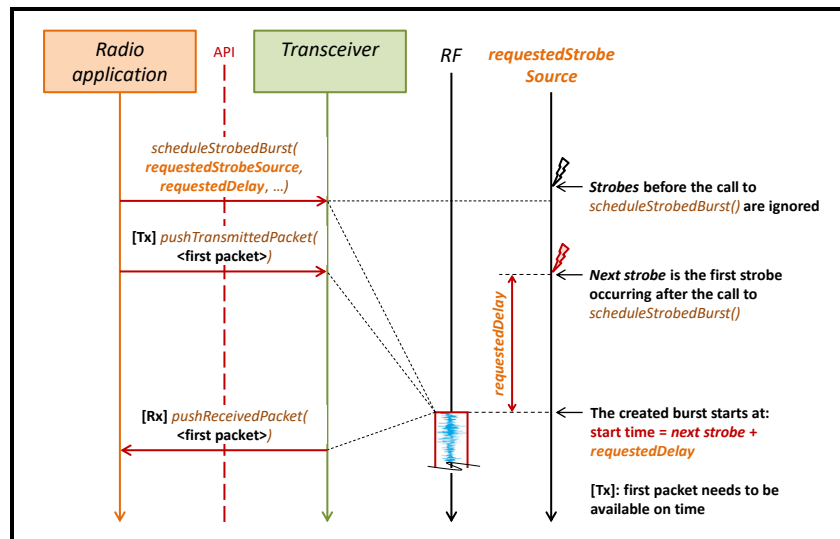 Radio
application
API
Transceiver
RF
requestedStrobe
Source
scheduleStrobedBurst(
requestedStrobeSource,
requestedDelay, ...)
Strobes before the call to
scheduleStrobedBurst() are ignored
[Tx] pushTransmittedPacket(
<first packet>)
Next strobe is the first strobe
occurring after the call to
scheduleStrobedBurst()
requestedDelay
[Rx] pushReceivedPacket(
<first packet>)
The created burst starts at:
start time = next strobe +
requestedDelay
[Tx]: first packet needs to be
available on time